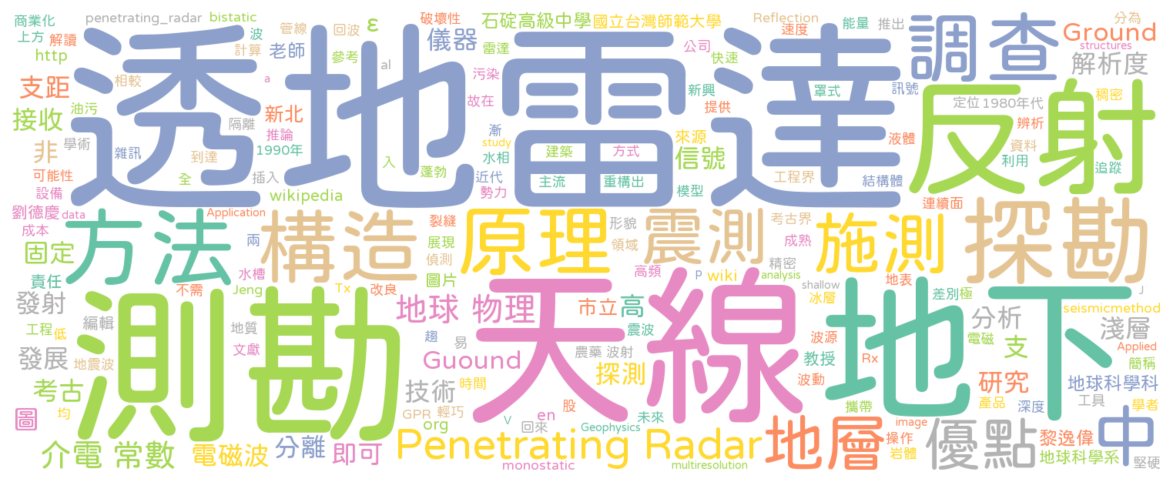 商業化 penetrating_radar bistatic 管線 回波 ε 破壞性 石碇高級中學 國立台灣師範大學 Reflection 速度 能量 推出 分為
上方 解讀 波 計算 老師 參考 儀器 雷達 公司 快速 Ground structures
http 相較 a al 污染 新興 罩式 訊號 調查 解析度
透地雷達
支距 油污 隔離 新北 故在 提供 定位 1980年代 稠密
接收 學術 推論 漸 來源 液體 辨析 反射
非 雜訊 到達 1990年 study 水相 建築 方式 信號 工程界 資料 利用 追蹤
可能性 全 插入 入 蓬勃 近代 主流 重構出 模型 結構體
設備 wikipedia 勢力 連續面
劉德慶 data Application 裂縫 形貌 考古界
成本 方法 兩 構造 展現 原理 領域 震測 成熟 施測 探勘
固定 偵測 精密
責任 水槽 圖片 高頻 P wiki analysis 地表
不需 Jeng Tx 改良 shallow 冰層 差別 極 J
發射 編輯 地球 物理 市立 高 seismicmethod
工程 低 測勘 地質 天線 震波 波源 地下 分析 電磁 淺層
發展 地震波 文獻 趨 易 Guound 農藥 波射 教授 Rx 支 Applied
簡稱
考古 技術 時間 探測 波動 研究 地球科學科
均 GPR 輕巧 股 未來 攜帶 產品 深度 工具 學者
圖 org en V 回來 Geophysics image
介電 常數 電磁波 分離 即可 Penetrating Radar 地層 操作 優點 黎逸偉 中
岩體 地球科學系
monostatic multiresolution 堅硬